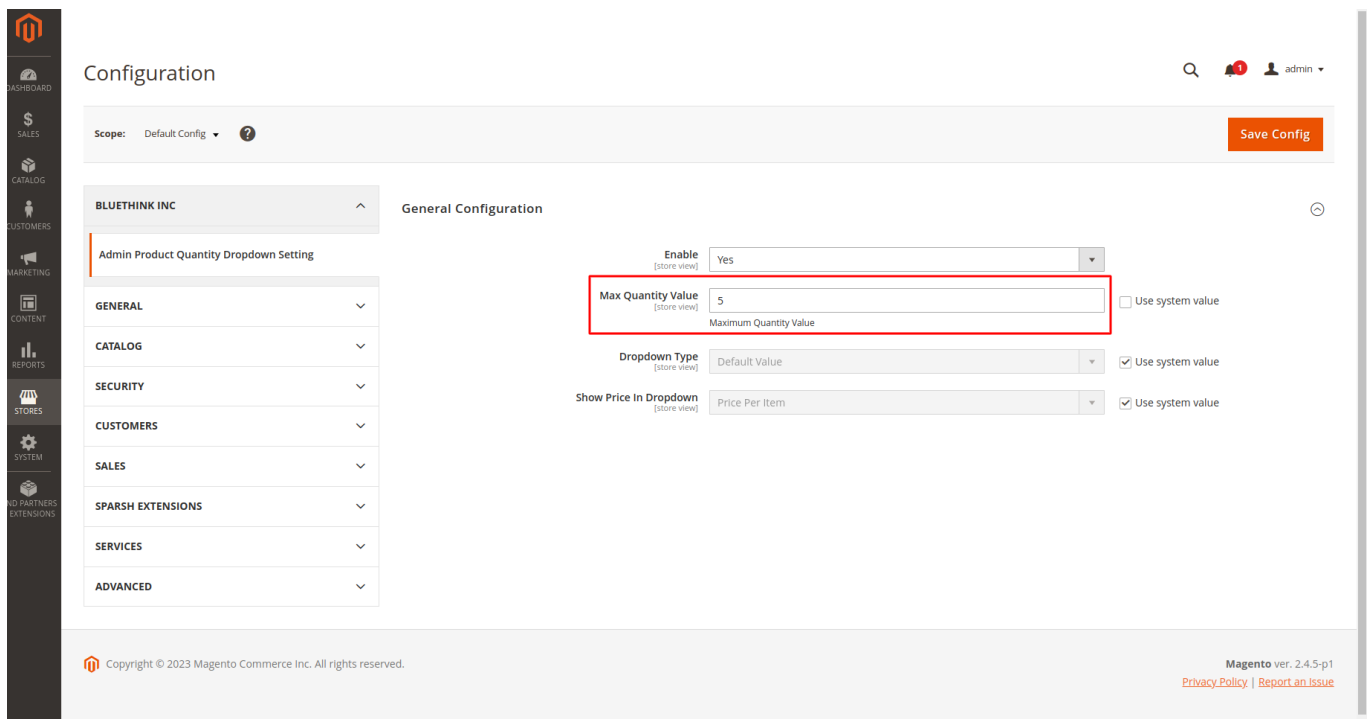 Configuration
1
admin
Scope: Default Config ?
Save Config
DASHBOARD
SALES
CATALOG
CUSTOMERS
MARKETING
CONTENT
REPORTS
STORES
SYSTEM
ND PARTNERS
EXTENSIONS
BLUETHINK INC
Admin Product Quantity Dropdown Setting
GENERAL
CATALOG
SECURITY
CUSTOMERS
SALES
SPARSH EXTENSIONS
SERVICES
ADVANCED
General Configuration
Enable
[store view]
Yes
Max Quantity Value
[store view]
5
Use system value
Maximum Quantity Value
Dropdown Type
[store view]
Default Value
Use system value
Show Price In Dropdown
[store view]
Price Per Item
Use system value
Copyright © 2023 Magento Commerce Inc. All rights reserved.
Magento ver. 2.4.5-p1
Privacy Policy | Report an Issue